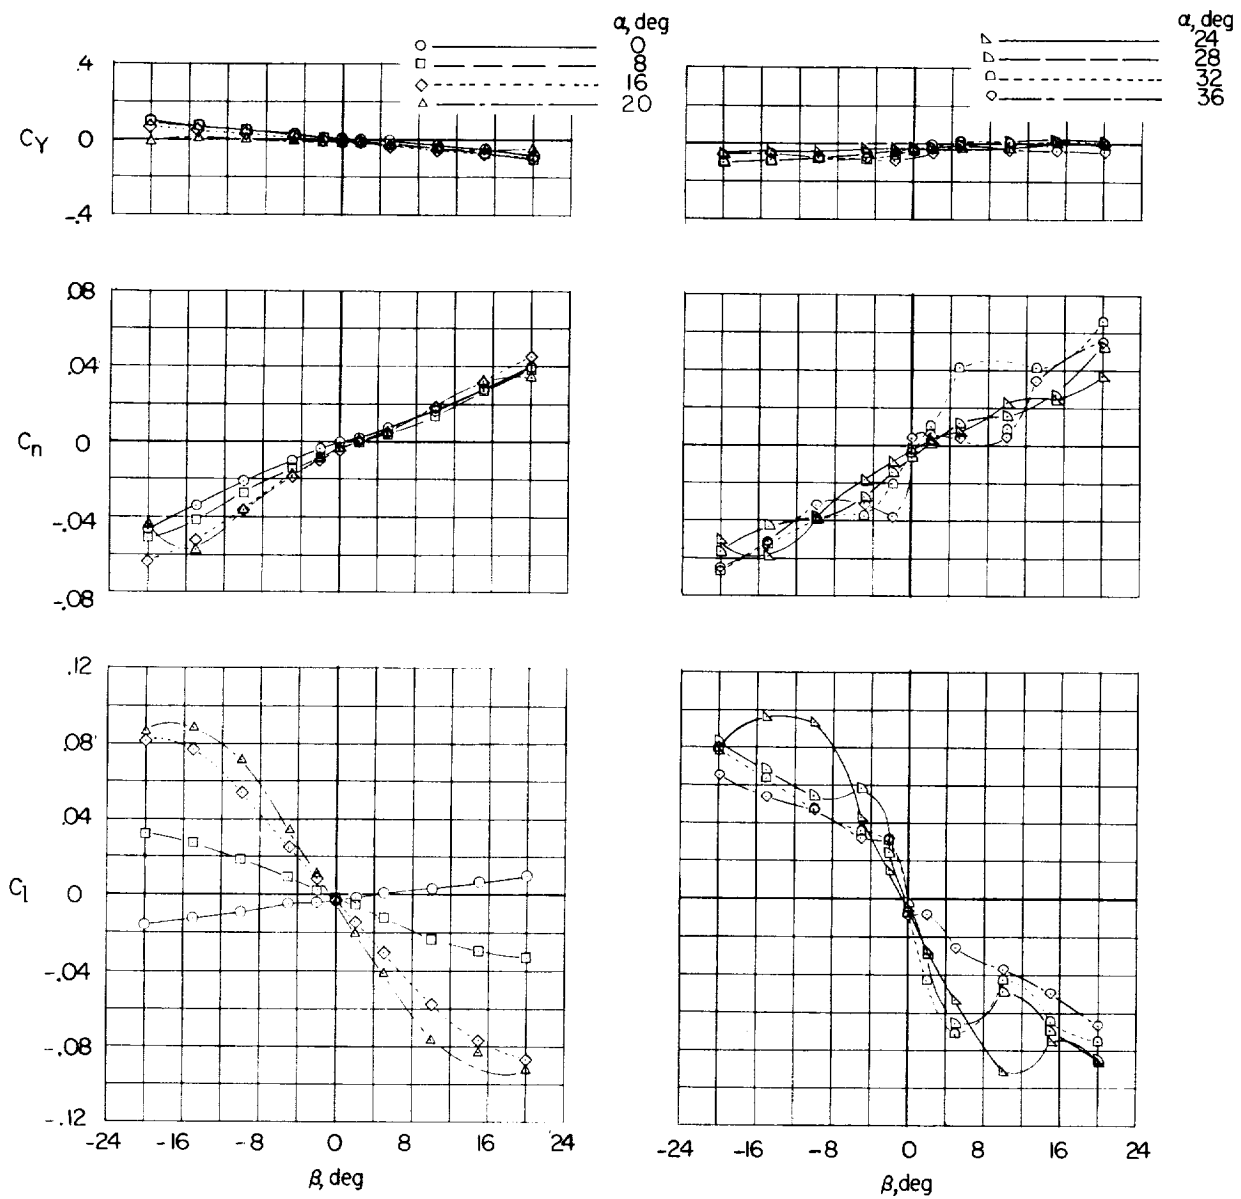 α, deg
0
8
16
20
α, deg
24
28
32
36
.4
C_Y 0
-.4
.08
.04
C_n 0
-.04
-.08
.12
.08
.04
C_l 0
-.04
-.08
-.12
-24 -16 -8 0 8 16 24
β, deg
-24 -16 -8 0 8 16 24
β, deg